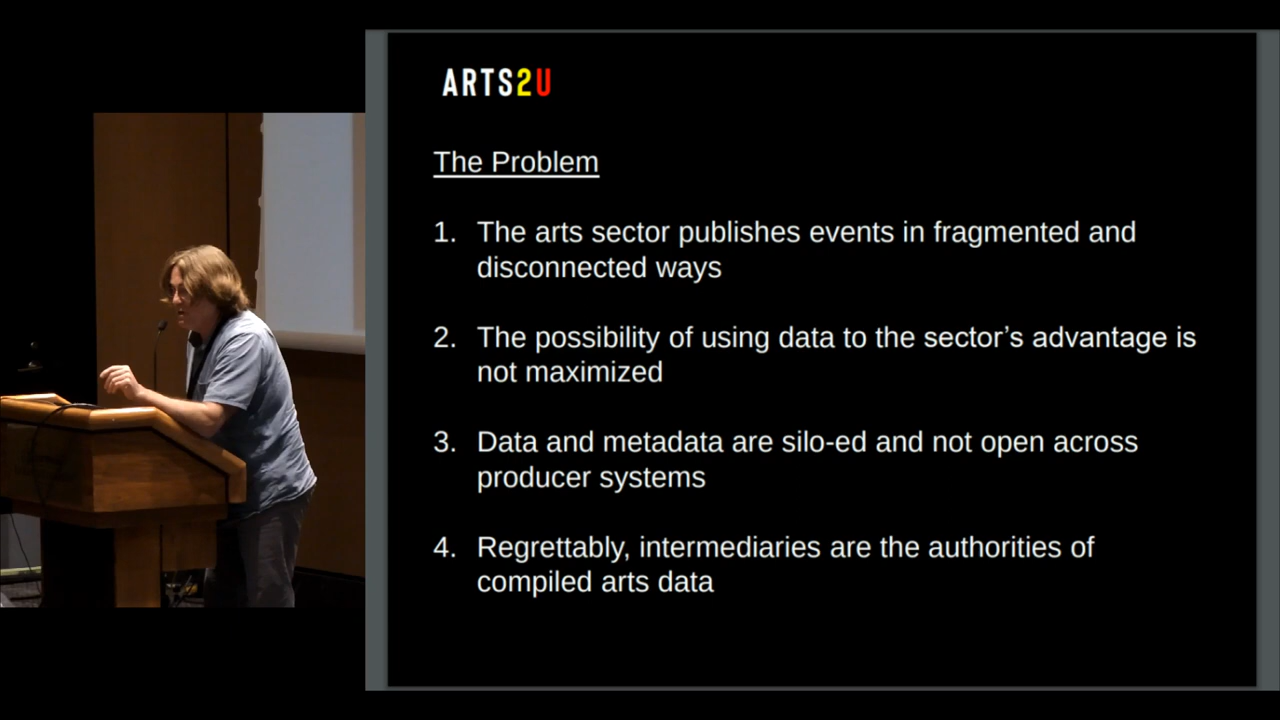 ARTS2U
The Problem
1. The arts sector publishes events in fragmented and
disconnected ways
2. The possibility of using data to the sector’s advantage is
not maximized
3. Data and metadata are silo-ed and not open across
producer systems
4. Regrettably, intermediaries are the authorities of
compiled arts data